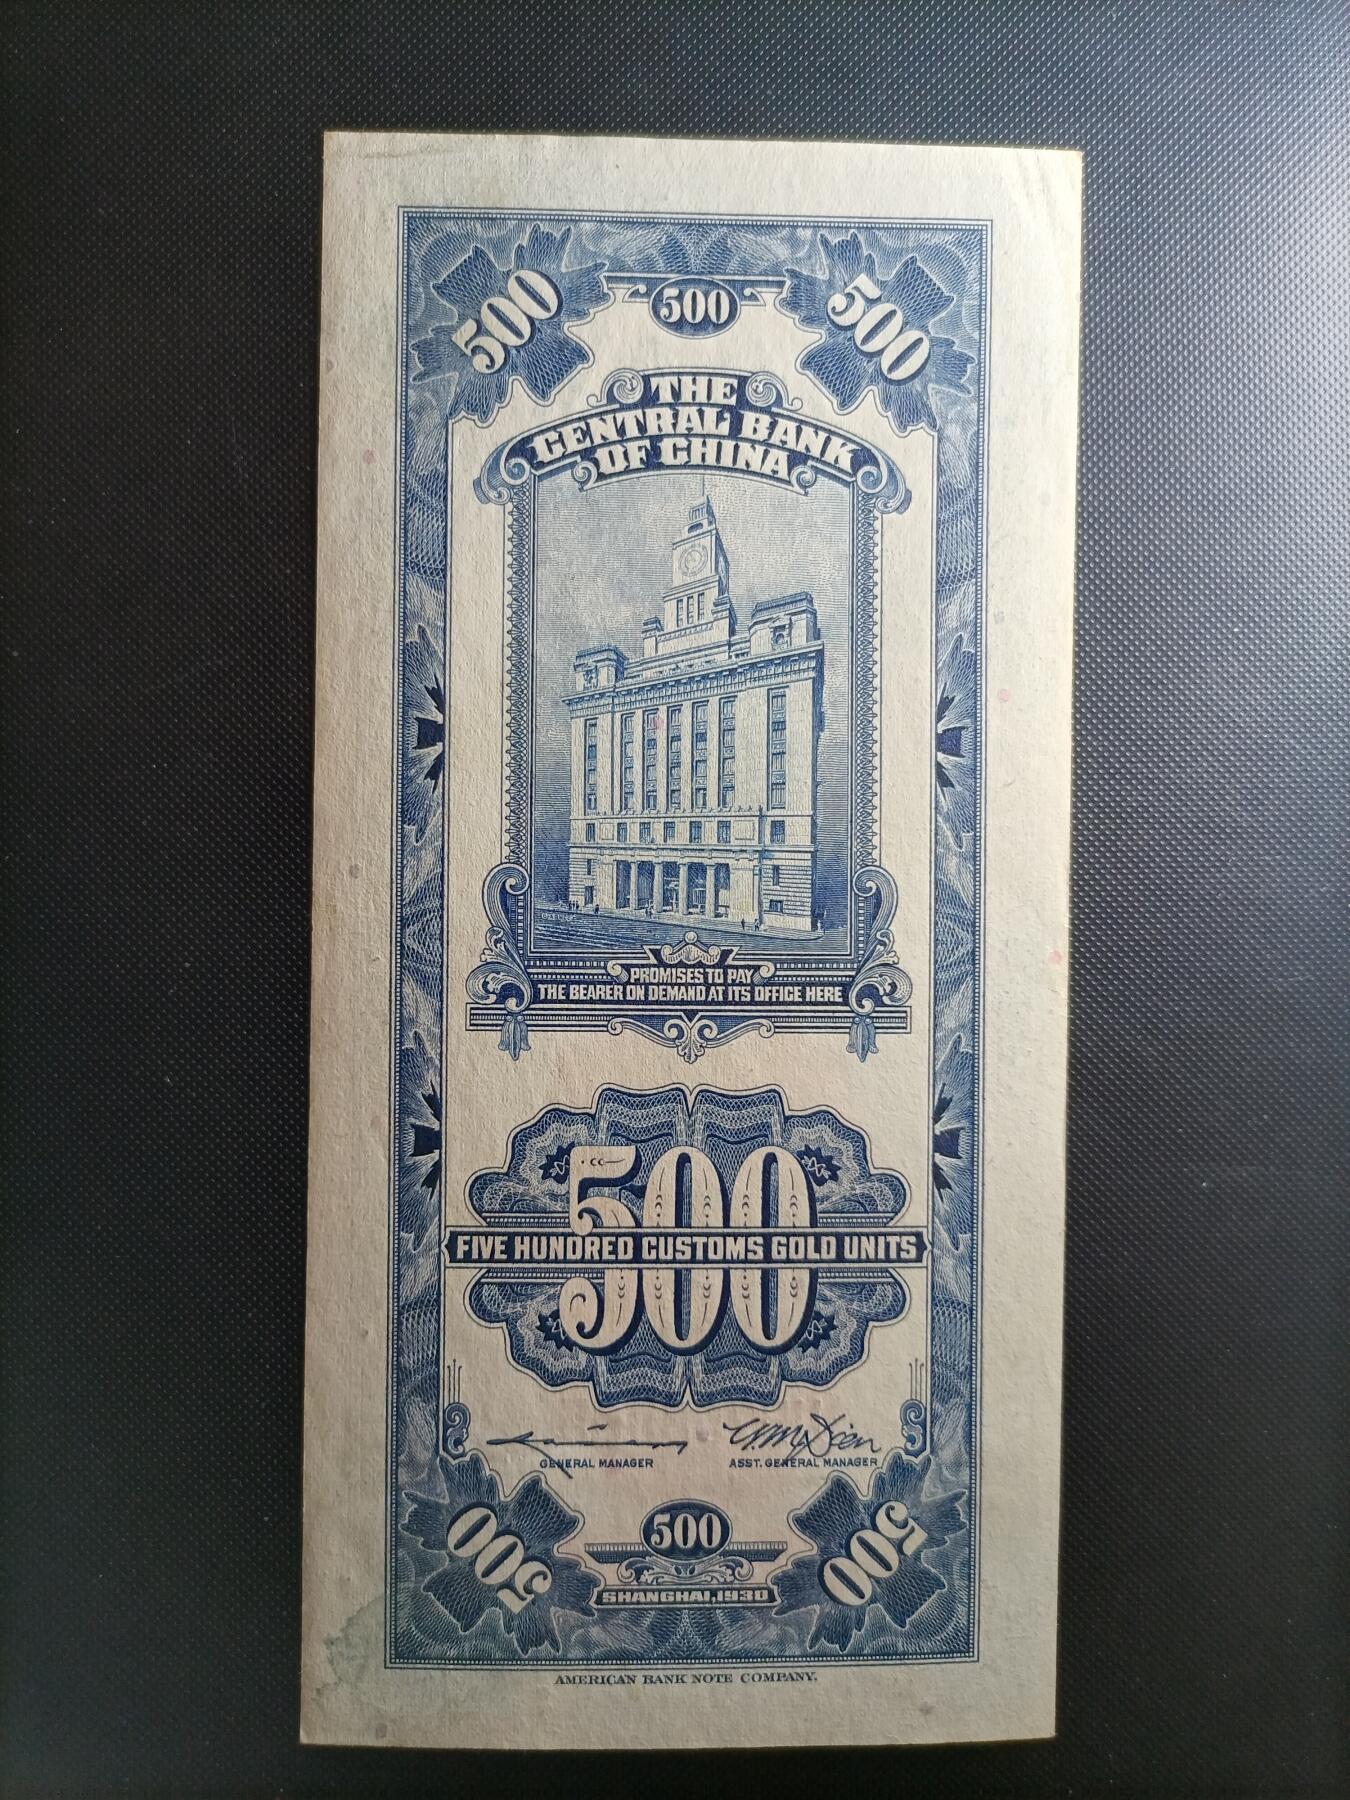 500 500 500
THE
CENTRAL BANK
OF CHINA
PROMISES TO PAY
THE BEARER ON DEMAND AT ITS OFFICE HERE
500
FIVE HUNDRED CUSTOMS GOLD UNITS
GENERAL MANAGER ASST. GENERAL MANAGER
500 500 500
SHANGHAI, 1930
AMERICAN BANK NOTE COMPANY.